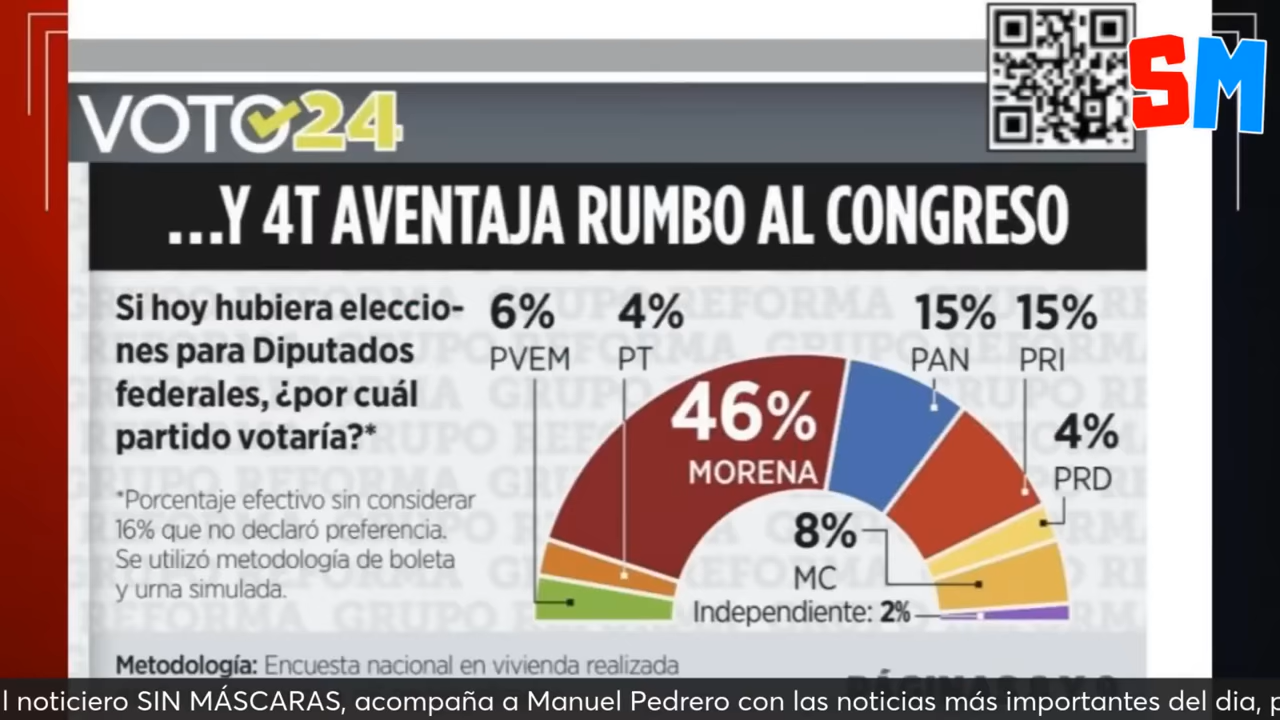 SM
VOTO24
...Y 4T AVENTAJA RUMBO AL CONGRESO
Si hoy hubiera eleccio-
nes para Diputados
federales, ¿por cuál
partido votaría?*
*Porcentaje efectivo sin considerar
16% que no declaró preferencia.
Se utilizó metodología de boleta
y urna simulada.
6%
PVEM
4%
PT
46%
MORENA
15%
PAN
15%
PRI
4%
PRD
8%
MC
Independiente: 2%
Metodología: Encuesta nacional en vivienda realizada
l noticiero SIN MÁSCARAS, acompaña a Manuel Pedrero con las noticias más importantes del dia, p